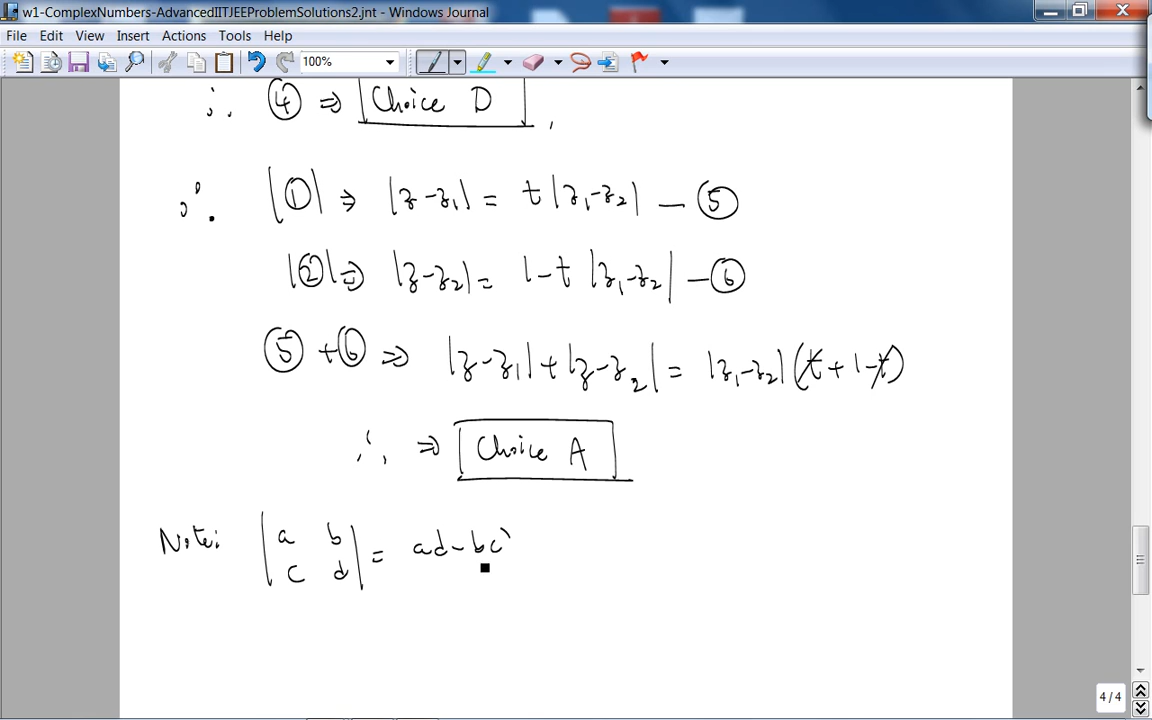 w1-ComplexNumbers-AdvancedIITJEEProblemSolutions2.jnt - Windows Journal
File Edit View Insert Actions Tools Help
100%
∴ ④ ⇒ Choice D,
∴ |①| ⇒ |z-z₁| = t|z₁-z₂| — ⑤
|②| ⇒ |z-z₂| = 1-t |z₁-z₂| — ⑥
⑤ + ⑥ ⇒ |z-z₁| + |z-z₂| = |z₁-z₂| (t+1-t)
∴ ⇒ Choice A
Note: | a b | = ad-bc
c d
4 / 4